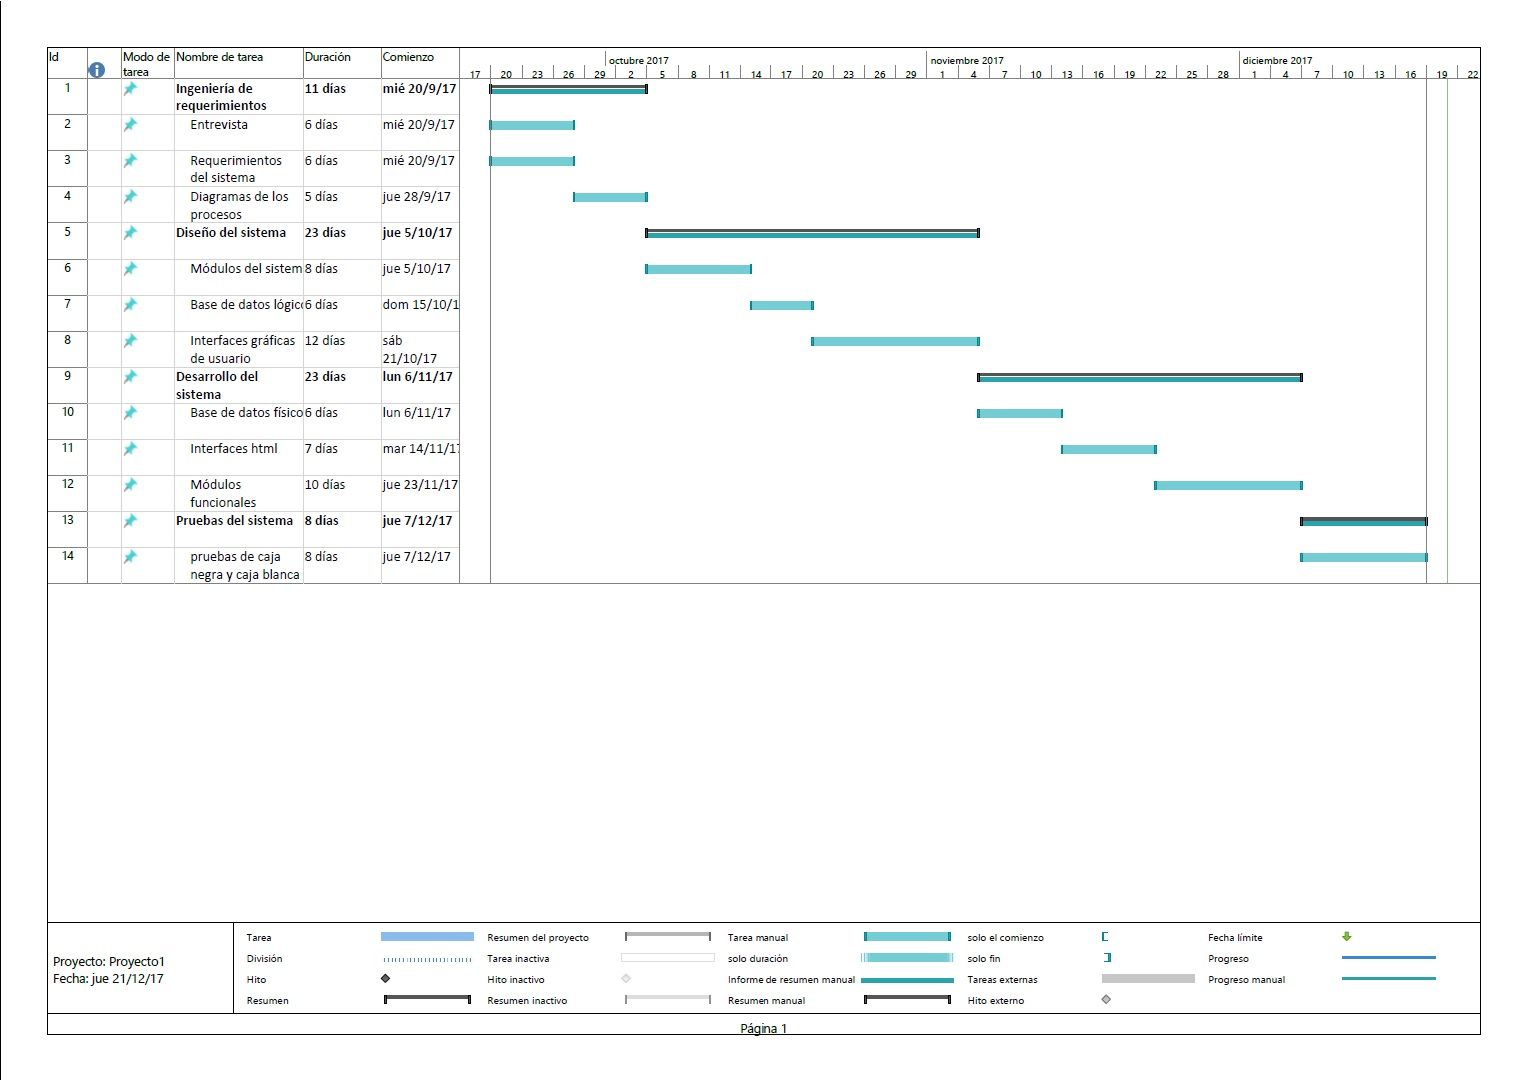 Id Modo de tarea Nombre de tarea Duración Comienzo
octubre 2017 noviembre 2017 diciembre 2017
17 20 23 26 29 2 5 8 11 14 17 20 23 26 29 1 4 7 10 13 16 19 22 25 28 1 4 7 10 13 16 19 22
1 Ingeniería de requerimientos 11 días mié 20/9/17
2 Entrevista 6 días mié 20/9/17
3 Requerimientos del sistema 6 días mié 20/9/17
4 Diagramas de los procesos 5 días jue 28/9/17
5 Diseño del sistema 23 días jue 5/10/17
6 Módulos del sistem 8 días jue 5/10/17
7 Base de datos lógic 6 días dom 15/10/1
8 Interfaces gráficas de usuario 12 días sáb 21/10/17
9 Desarrollo del sistema 23 días lun 6/11/17
10 Base de datos físico 6 días lun 6/11/17
11 Interfaces html 7 días mar 14/11/17
12 Módulos funcionales 10 días jue 23/11/17
13 Pruebas del sistema 8 días jue 7/12/17
14 pruebas de caja negra y caja blanca 8 días jue 7/12/17
Proyecto: Proyecto1
Fecha: jue 21/12/17
Tarea Resumen del proyecto Tarea manual solo el comienzo Fecha límite
División Tarea inactiva solo duración solo fin Progreso
Hito Hito inactivo Informe de resumen manual Tareas externas Progreso manual
Resumen Resumen inactivo Resumen manual Hito externo
Página 1